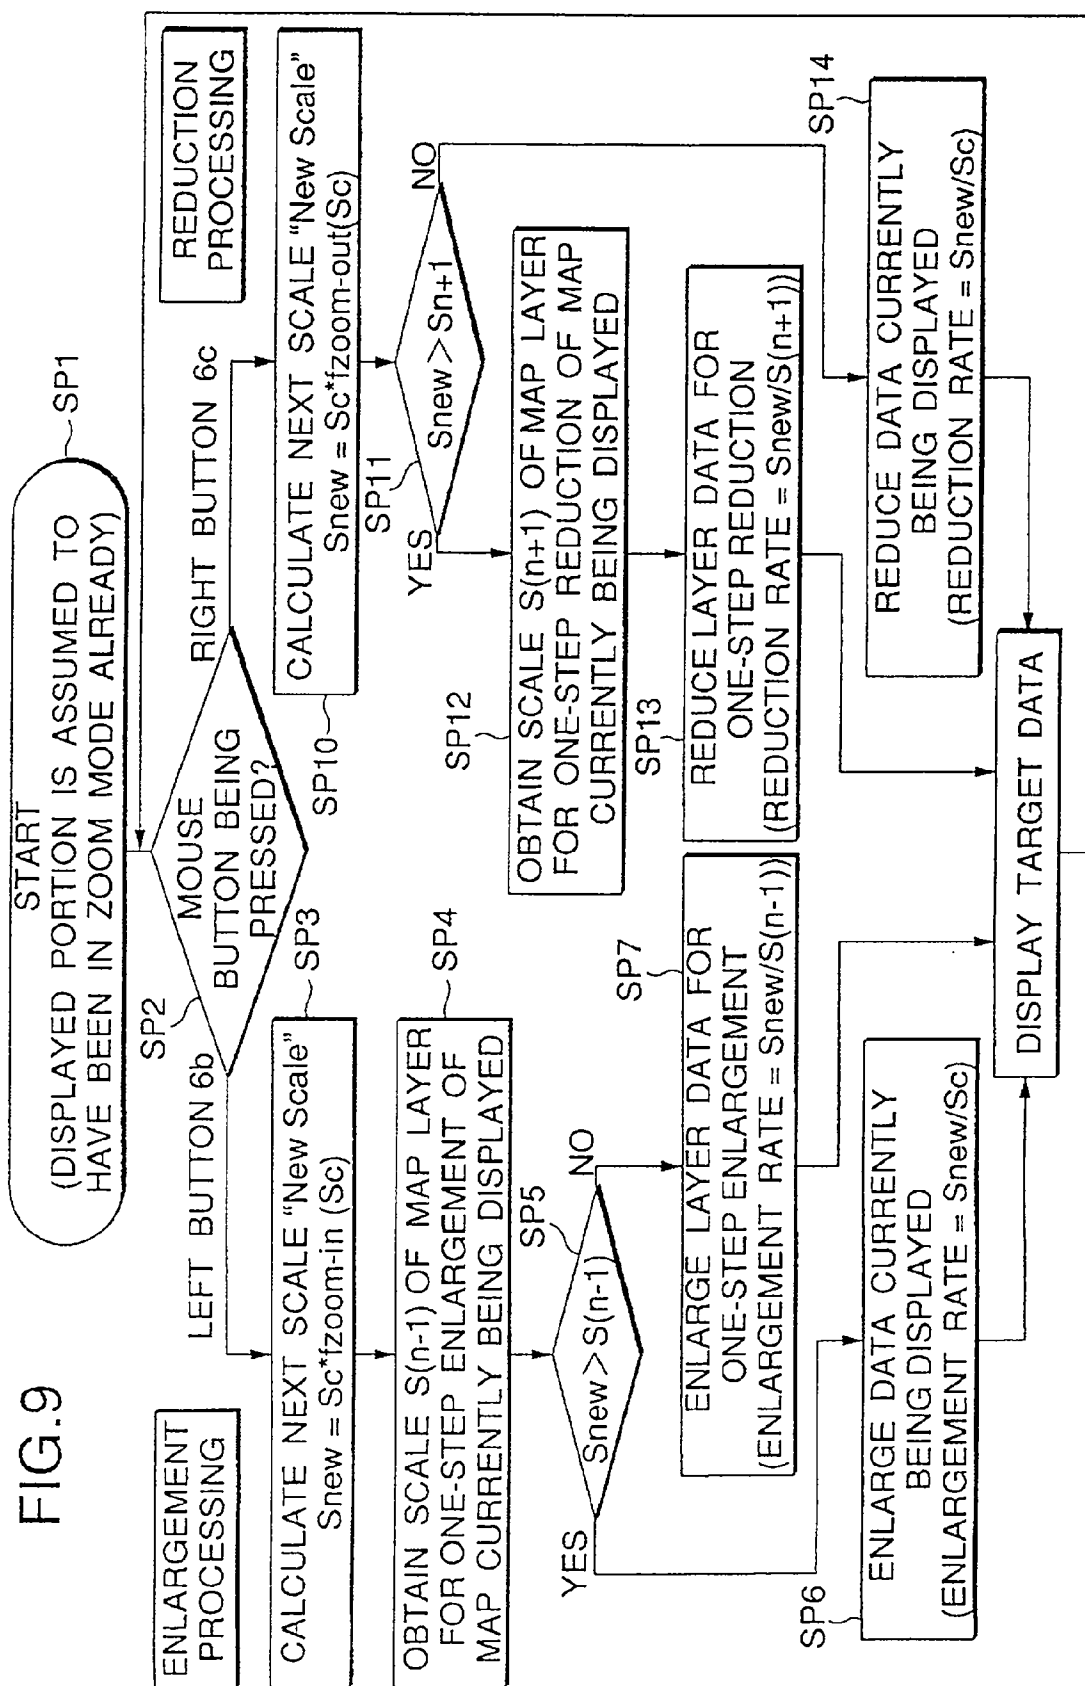 FIG.9
START
(DISPLAYED PORTION IS ASSUMED TO
HAVE BEEN IN ZOOM MODE ALREADY)
SP1
SP2
MOUSE
BUTTON BEING
PRESSED?
LEFT BUTTON 6b
RIGHT BUTTON 6c
ENLARGEMENT
PROCESSING
SP3
CALCULATE NEXT SCALE “New Scale”
Snew = Sc*fzoom-in (Sc)
SP4
OBTAIN SCALE S(n-1) OF MAP LAYER
FOR ONE-STEP ENLARGEMENT OF
MAP CURRENTLY BEING DISPLAYED
SP5
Snew > S(n-1)
YES
NO
SP7
ENLARGE LAYER DATA FOR
ONE-STEP ENLARGEMENT
(ENLARGEMENT RATE = Snew/S(n-1))
SP6
ENLARGE DATA CURRENTLY
BEING DISPLAYED
(ENLARGEMENT RATE = Snew/Sc)
REDUCTION
PROCESSING
SP10
CALCULATE NEXT SCALE “New Scale”
Snew = Sc*fzoom-out(Sc)
SP11
Snew > Sn+1
YES
NO
SP12
OBTAIN SCALE S(n+1) OF MAP LAYER
FOR ONE-STEP REDUCTION OF MAP
CURRENTLY BEING DISPLAYED
SP13
REDUCE LAYER DATA FOR
ONE-STEP REDUCTION
(REDUCTION RATE = Snew/S(n+1))
SP14
REDUCE DATA CURRENTLY
BEING DISPLAYED
(REDUCTION RATE = Snew/Sc)
DISPLAY TARGET DATA